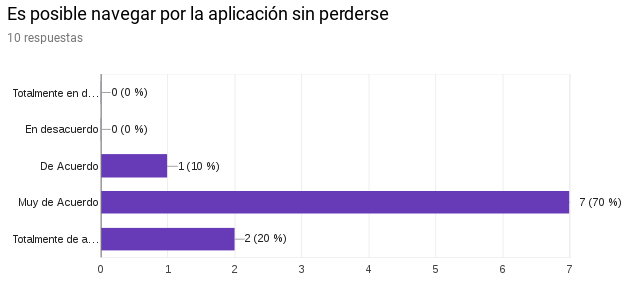 Es posible navegar por la aplicación sin perderse
10 respuestas
Totalmente en d... 0 (0 %)
En desacuerdo 0 (0 %)
De Acuerdo 1 (10 %)
Muy de Acuerdo 7 (70 %)
Totalmente de a... 2 (20 %)
0 1 2 3 4 5 6 7